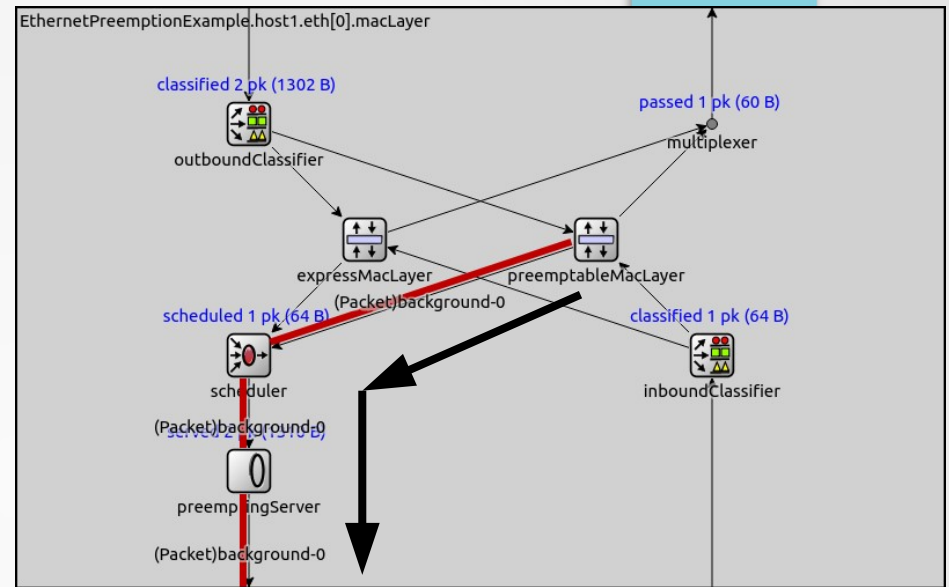 EthernetPreemptionExample.host1.eth[0].macLayer
classified 2 pk (1302 B)
passed 1 pk (60 B)
multiplexer
outboundClassifier
expressMacLayer
preemptableMacLayer
(Packet)background-0
scheduled 1 pk (64 B)
classified 1 pk (64 B)
scheduler
inboundClassifier
(Packet)background-0
preemptingServer
(Packet)background-0